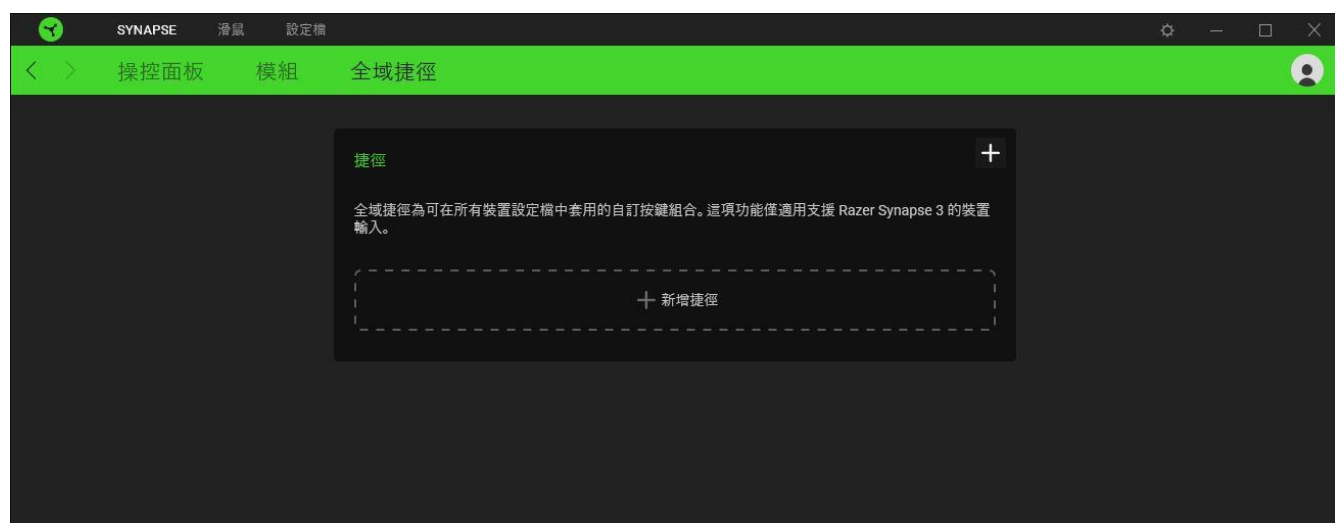 SYNAPSE 滑鼠 設定檔
操控面板 模組 全域捷徑
捷徑
全域捷徑為可在所有裝置設定檔中套用的自訂按鍵組合。這項功能僅適用支援 Razer Synapse 3 的裝置
輸入。
新增捷徑